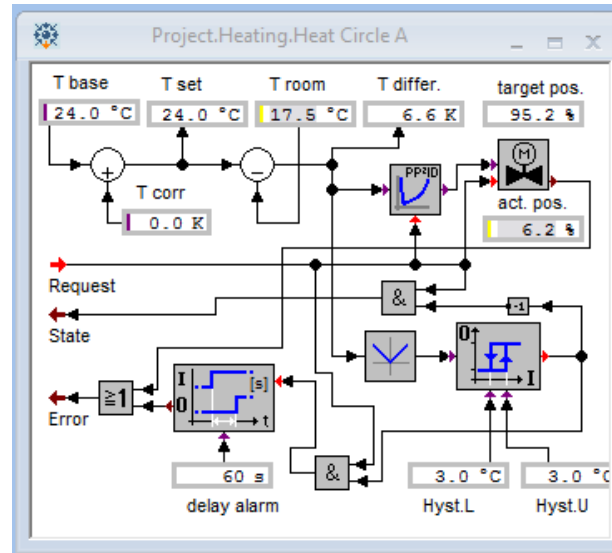 Project.Heating.Heat Circle A
T base T set T room T differ. target pos.
24.0 °C 24.0 °C 17.5 °C 6.6 K 95.2 %
PP²ID M
+ -
T corr act. pos.
0.0 K 6.2 %
Request
&
-1
State
I [s] 0 I
≧1 0
t
Error
&
60 s 3.0 °C 3.0 °C
delay alarm Hyst.L Hyst.U